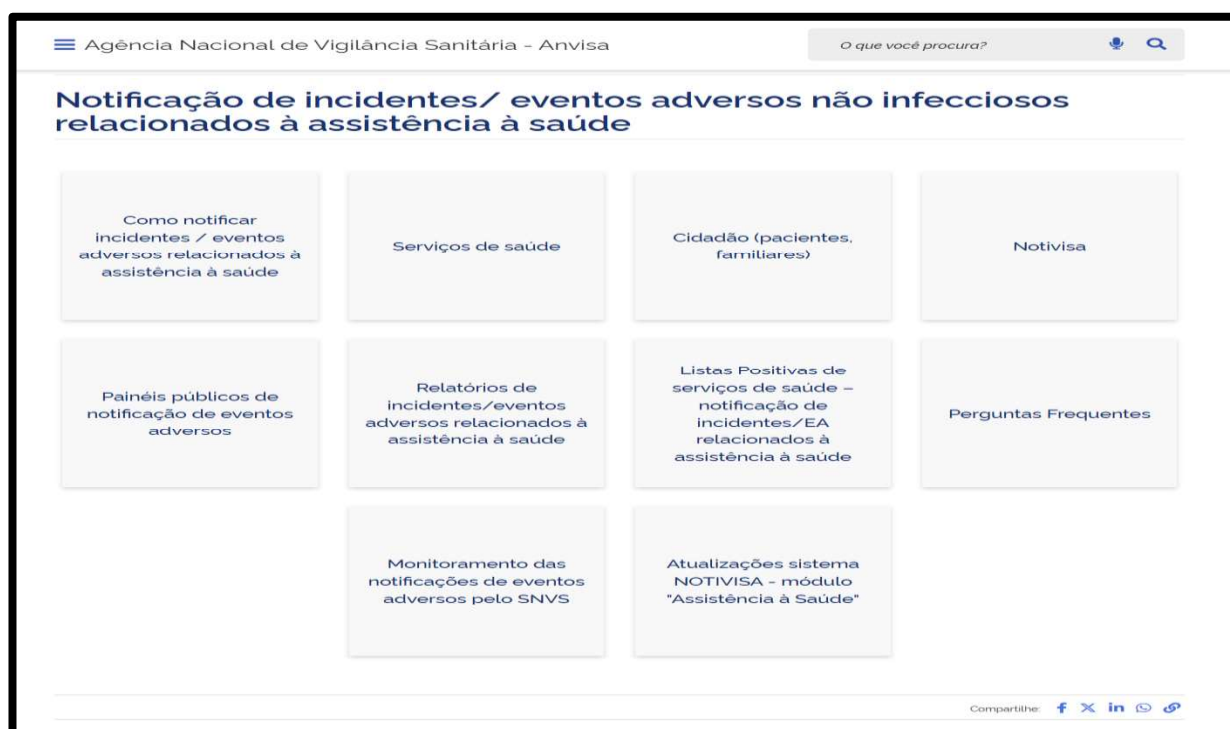 Agência Nacional de Vigilância Sanitária - Anvisa
O que você procura?
Notificação de incidentes/ eventos adversos não infecciosos
relacionados à assistência à saúde
Como notificar
incidentes / eventos
adversos relacionados à
assistência à saúde
Serviços de saúde
Cidadão (pacientes,
familiares)
Notivisa
Painéis públicos de
notificação de eventos
adversos
Relatórios de
incidentes/eventos
adversos relacionados à
assistência à saúde
Listas Positivas de
serviços de saúde –
notificação de
incidentes/EA
relacionados à
assistência à saúde
Perguntas Frequentes
Monitoramento das
notificações de eventos
adversos pelo SNVS
Atualizações sistema
NOTIVISA - módulo
"Assistência à Saúde"
Compartilhe: